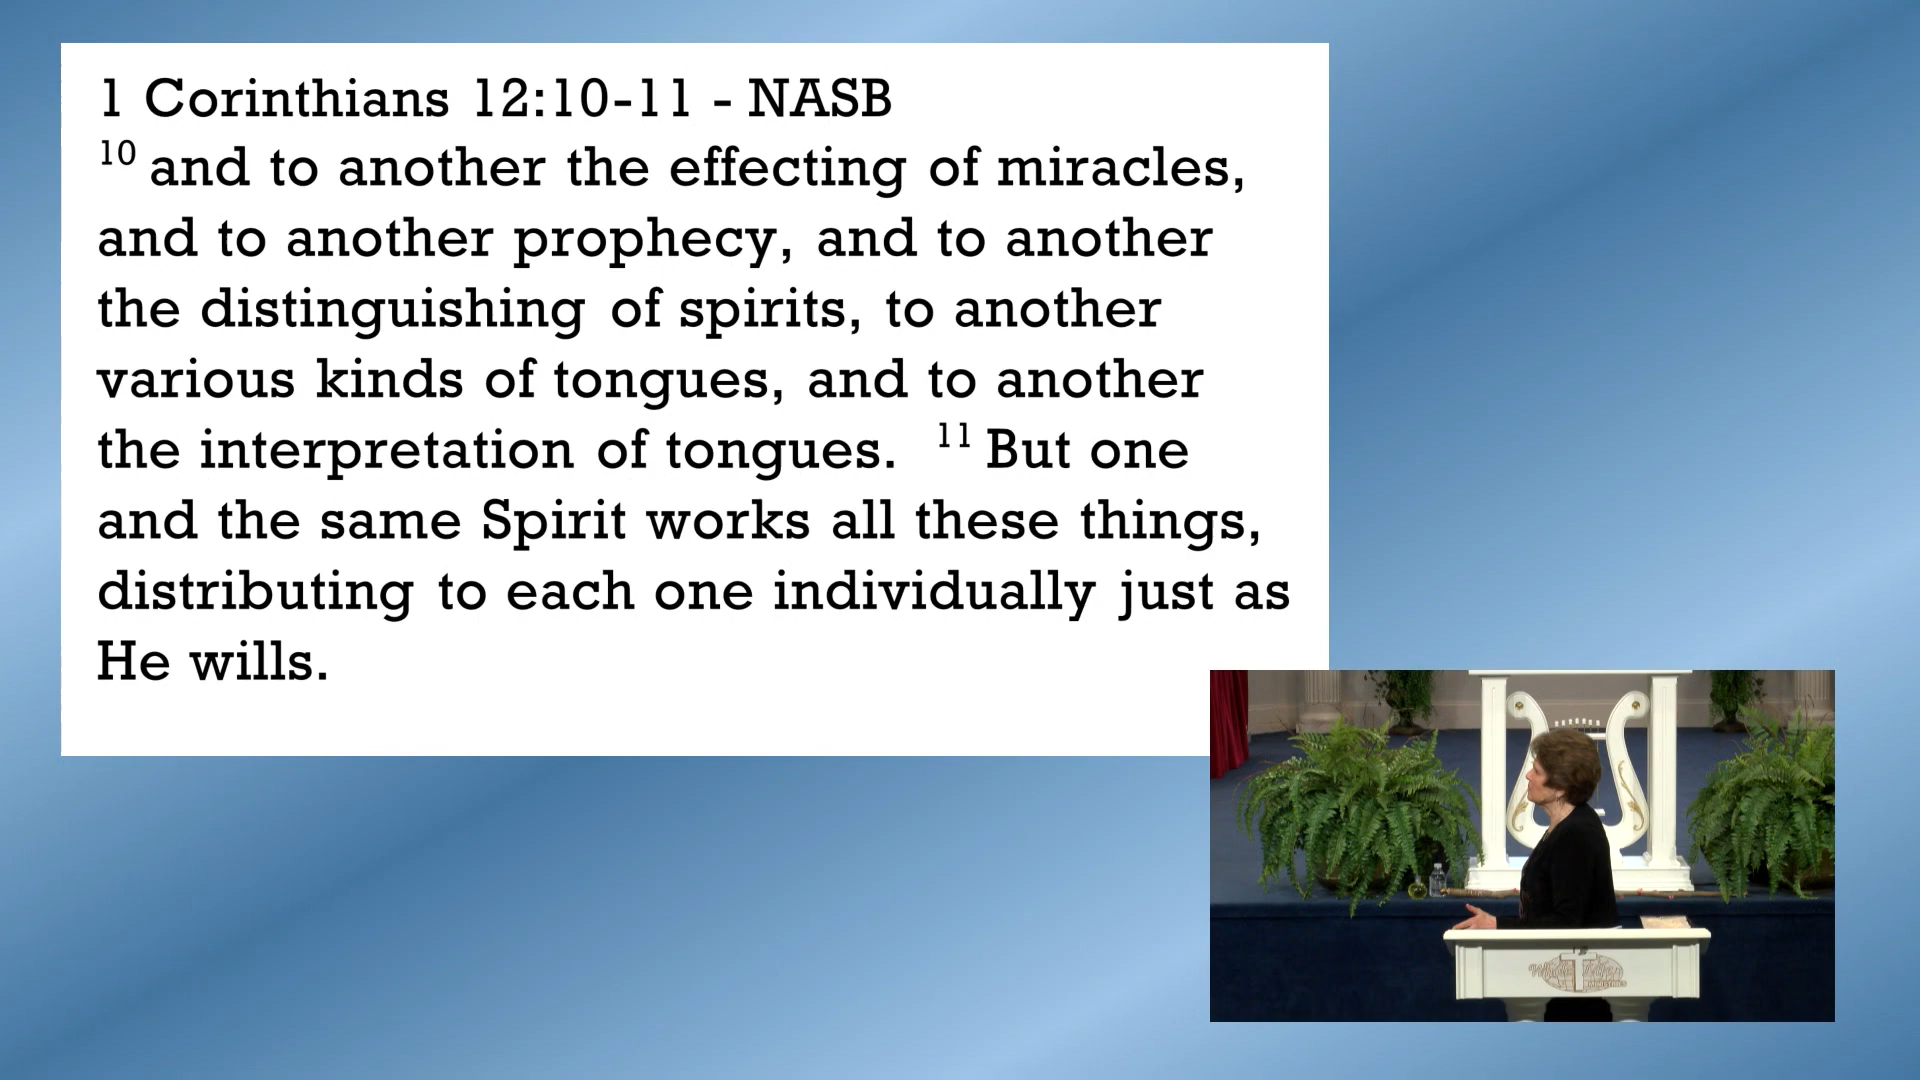 1 Corinthians 12:10-11 - NASB
10 and to another the effecting of miracles,
and to another prophecy, and to another
the distinguishing of spirits, to another
various kinds of tongues, and to another
the interpretation of tongues. 11 But one
and the same Spirit works all these things,
distributing to each one individually just as
He wills.